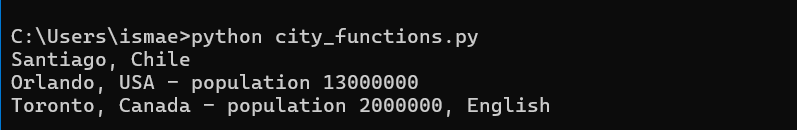 C:\Users\ismae>python city_functions.py
Santiago, Chile
Orlando, USA - population 13000000
Toronto, Canada - population 2000000, English